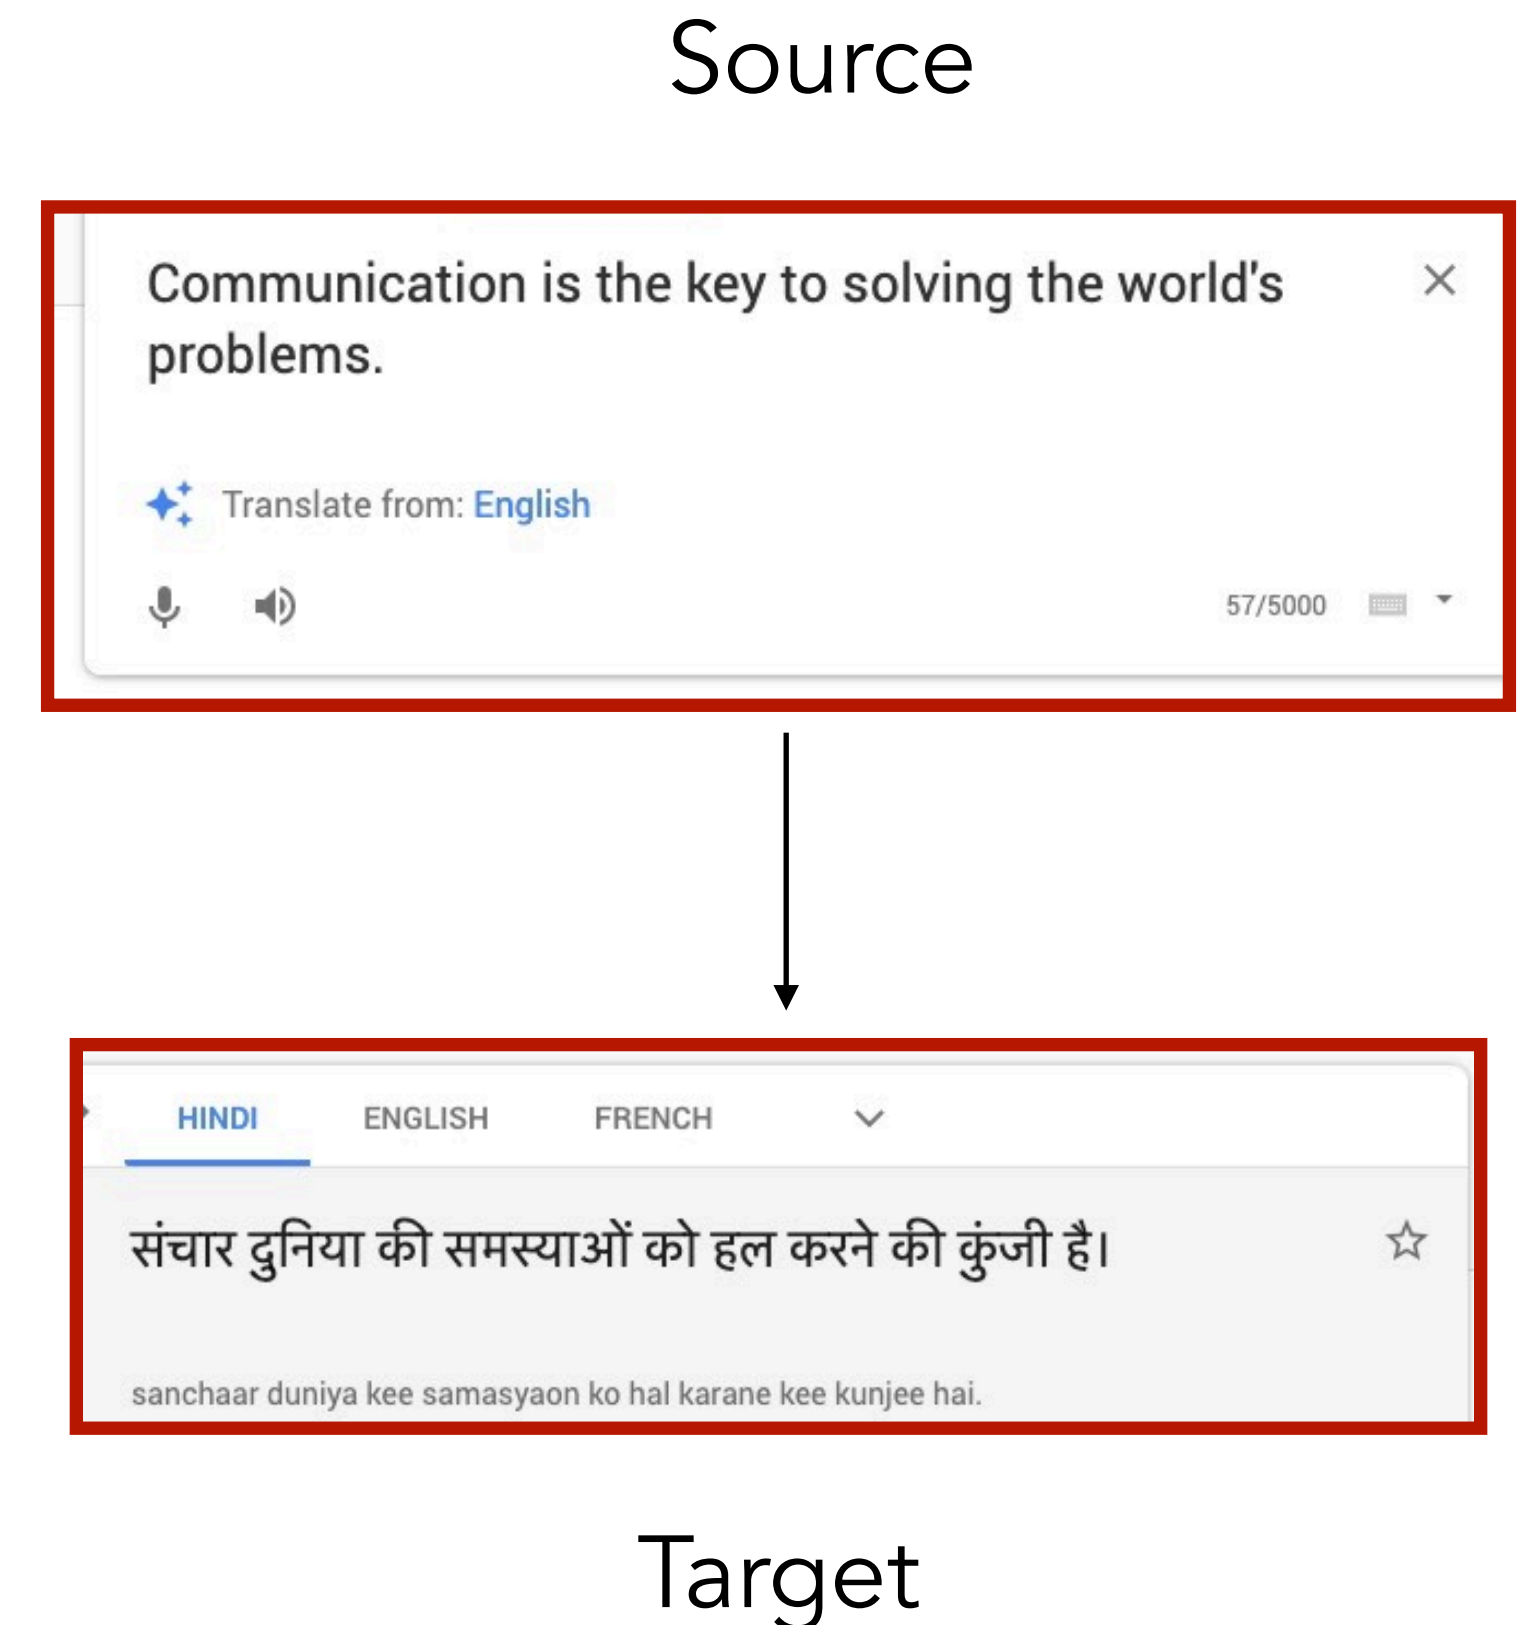 Source
Communication is the key to solving the world's
problems.
Translate from: English
57/5000
HINDI ENGLISH FRENCH
संचार दुनिया की समस्याओं को हल करने की कुंजी है।
sanchaar duniya kee samasyaon ko hal karane kee kunjee hai.
Target